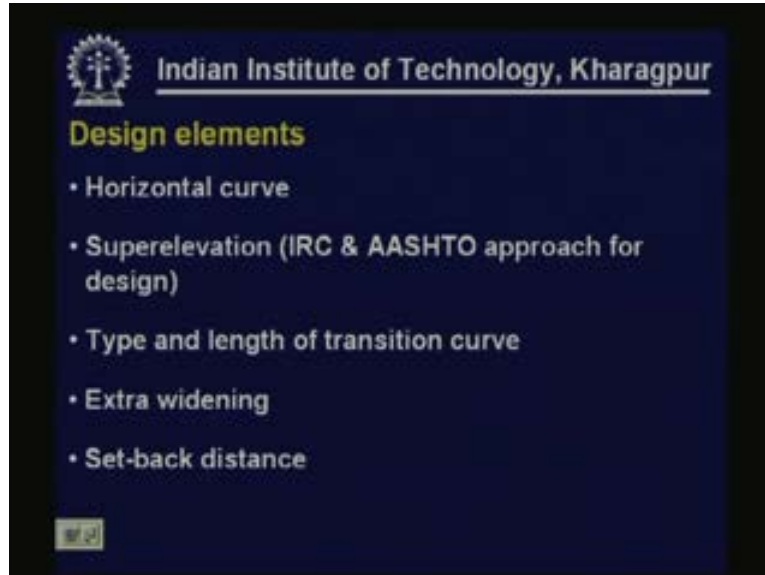 Indian Institute of Technology, Kharagpur
Design elements
• Horizontal curve
• Superelevation (IRC & AASHTO approach for
design)
• Type and length of transition curve
• Extra widening
• Set-back distance